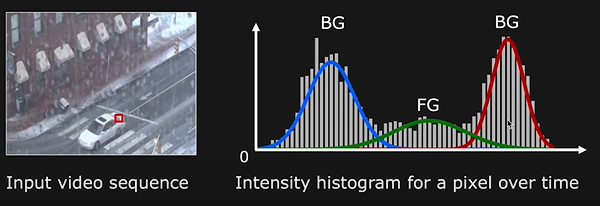 BG
BG
FG
0
Input video sequence
Intensity histogram for a pixel over time